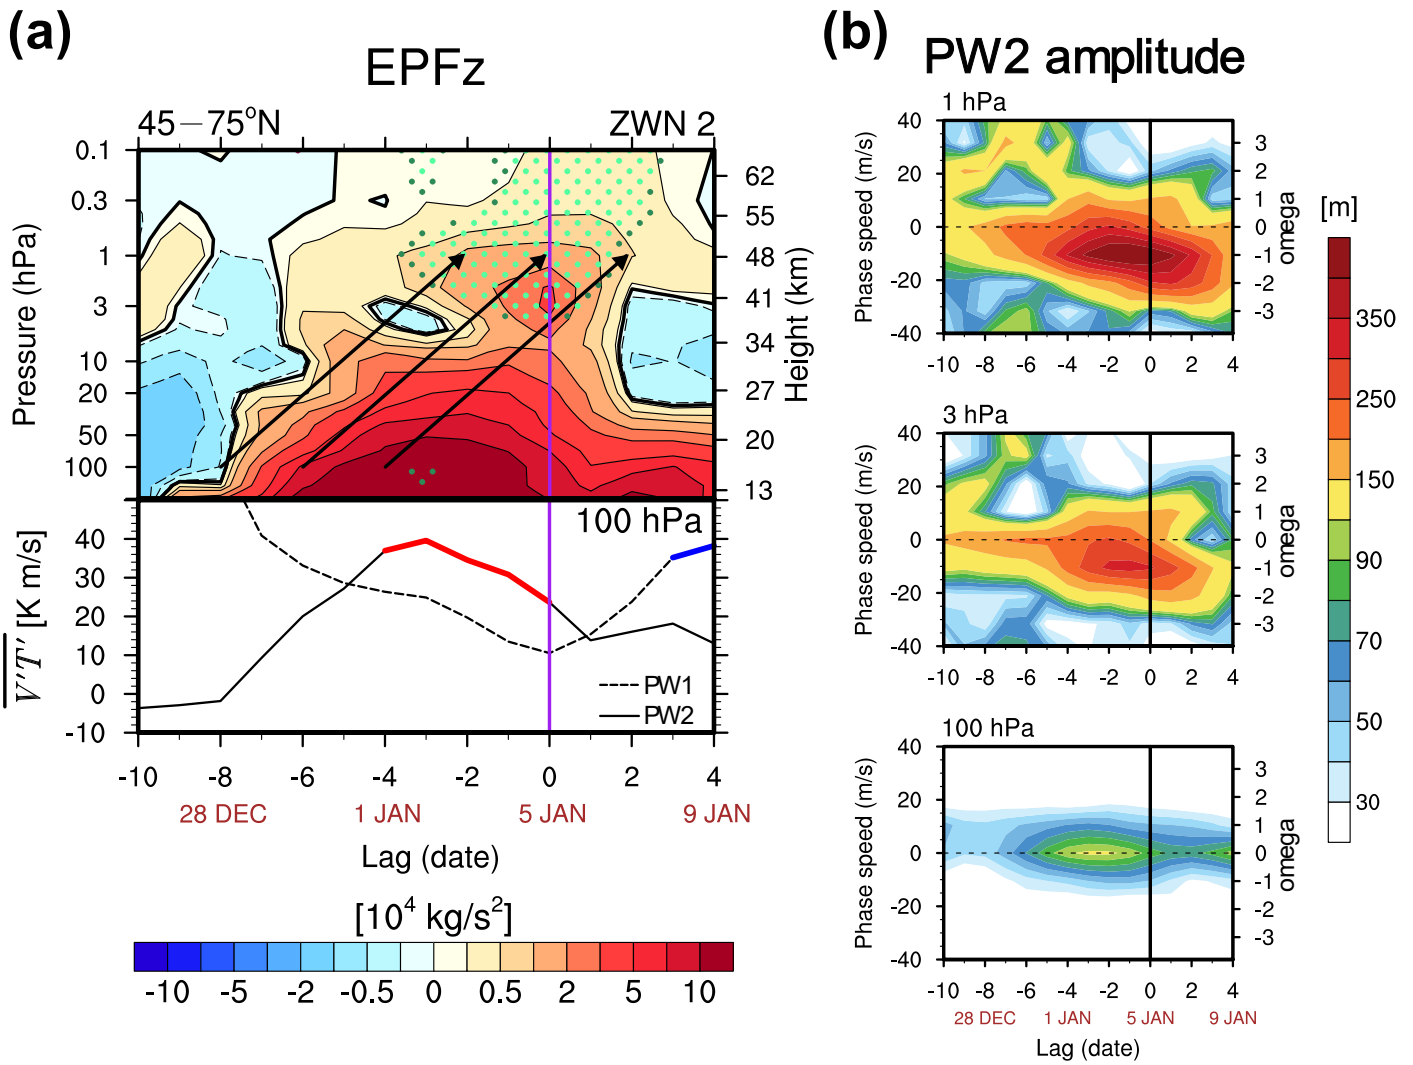 (a)
EPFz
45−75°N
ZWN 2
0.1
0.3
1
3
10
20
50
100
Pressure (hPa)
62
55
48
41
34
27
20
13
Height (km)
100 hPa
40
30
20
10
0
-10
V'T' [K m/s]
PW1
PW2
-10 -8 -6 -4 -2 0 2 4
28 DEC 1 JAN 5 JAN 9 JAN
Lag (date)
[10⁴ kg/s²]
-10 -5 -2 -0.5 0 0.5 2 5 10
(b)
PW2 amplitude
1 hPa
40
20
0
-20
-40
Phase speed (m/s)
3
2
1
0
-1
-2
-3
omega
-10 -8 -6 -4 -2 0 2 4
3 hPa
40
20
0
-20
-40
Phase speed (m/s)
3
2
1
0
-1
-2
-3
omega
-10 -8 -6 -4 -2 0 2 4
100 hPa
40
20
0
-20
-40
Phase speed (m/s)
3
2
1
0
-1
-2
-3
omega
-10 -8 -6 -4 -2 0 2 4
28 DEC 1 JAN 5 JAN 9 JAN
Lag (date)
[m]
350
250
150
90
70
50
30